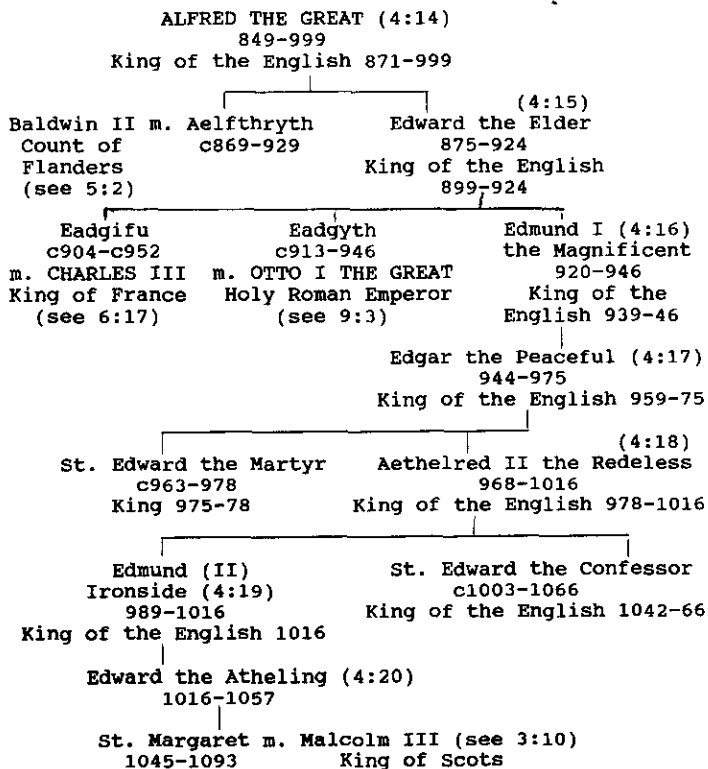 ALFRED THE GREAT (4:14)
849-999
King of the English 871-999
(4:15)
Baldwin II m. Aelfthryth Edward the Elder
Count of c869-929 875-924
Flanders King of the English
(see 5:2) 899-924
Eadgifu Eadgyth Edmund I (4:16)
c904-c952 c913-946 the Magnificent
m. CHARLES III m. OTTO I THE GREAT 920-946
King of France Holy Roman Emperor King of the
(see 6:17) (see 9:3) English 939-46
Edgar the Peaceful (4:17)
944-975
King of the English 959-75
(4:18)
St. Edward the Martyr Aethelred II the Redeless
c963-978 968-1016
King 975-78 King of the English 978-1016
Edmund (II) St. Edward the Confessor
Ironside (4:19) c1003-1066
989-1016 King of the English 1042-66
King of the English 1016
Edward the Atheling (4:20)
1016-1057
St. Margaret m. Malcolm III (see 3:10)
1045-1093 King of Scots